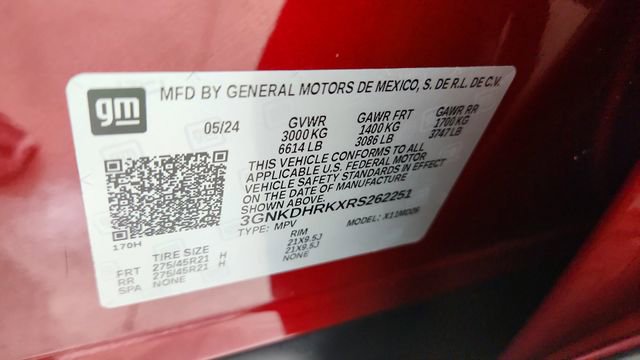 gm
MFD BY GENERAL MOTORS DE MEXICO, S. DE R.L. DE C.V.
05/24 GVWR GAWR FRT GAWR RR
3000 KG 1400 KG 1700 KG
6614 LB 3086 LB 3747 LB
THIS VEHICLE CONFORMS TO ALL
APPLICABLE U.S. FEDERAL MOTOR
VEHICLE SAFETY STANDARDS IN EFFECT
ON THE DATE OF MANUFACTURE
SHOWN ABOVE.
3GNKDHRKXRS262251
170H TYPE: MPV MODEL: X11M026
TIRE SIZE RIM
FRT 275/45R21 H 21X9.5J
RR 275/45R21 H 21X9.5J
SPA NONE NONE